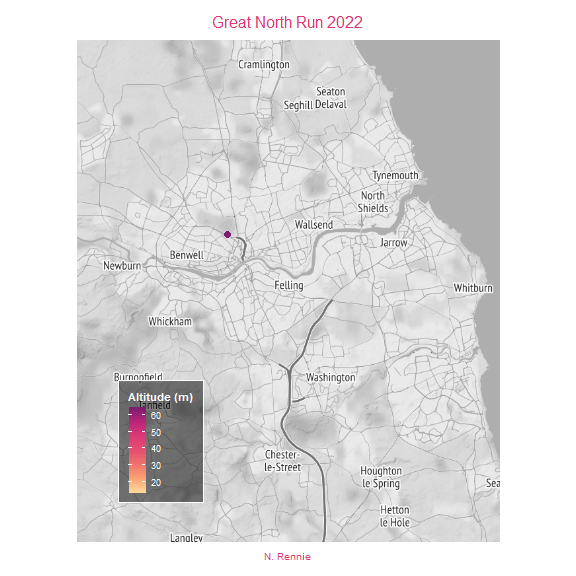 Great North Run 2022
Cramlington
Seaton
Seghill Delaval
Tynemouth
North
Shields
Wallsend
Jarrow
Benwell
Newburn
Felling
Whitburn
Whickham
Burnopfield
Washington
Altitude (m)
Tanfield
60
50
40
30
20
Chester-
le-Street
Houghton
le Spring
Sea
Hetton
le Hole
Langley
N. Rennie